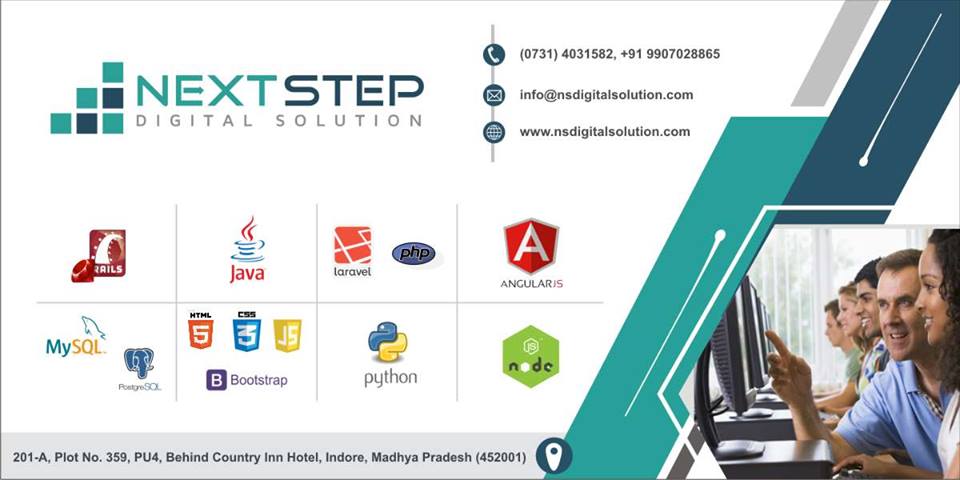 NEXTSTEP
DIGITAL SOLUTION
(0731) 4031582, +91 9907028865
info@nsdigitalsolution.com
www.nsdigitalsolution.com
RAILS
Java
laravel
php
ANGULARJS
MySQL
PostgreSQL
HTML
5
CSS
3
JS
B Bootstrap
python
JS
node
201-A, Plot No. 359, PU4, Behind Country Inn Hotel, Indore, Madhya Pradesh (452001)